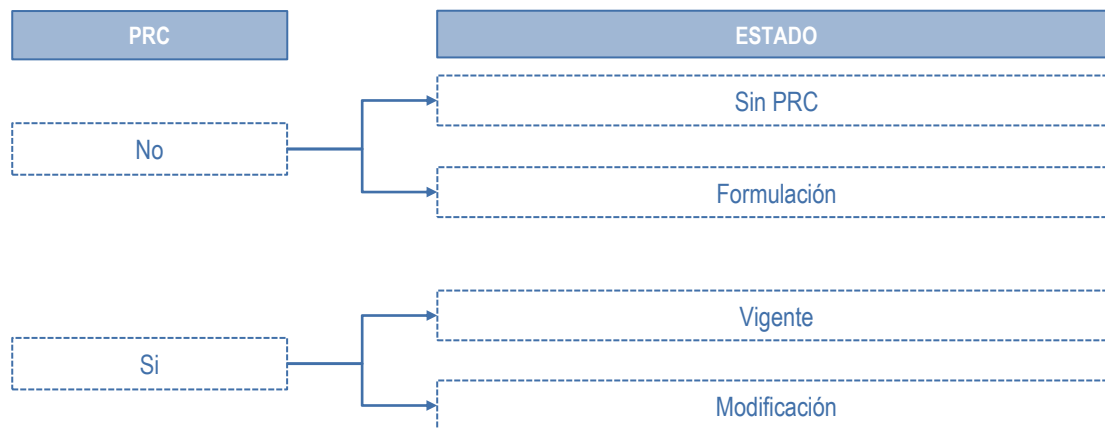 PRC
ESTADO
Sin PRC
No
Formulación
Vigente
Si
Modificación